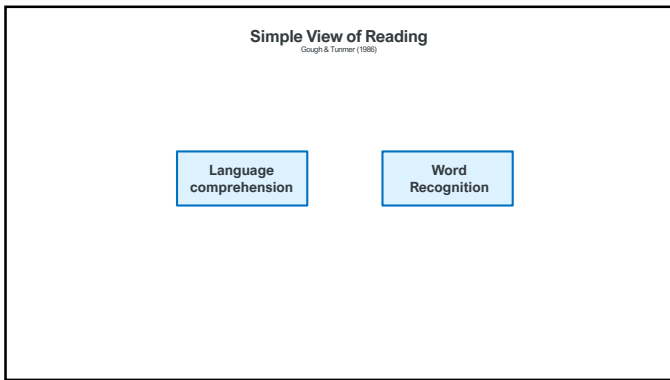 Simple View of Reading
Gough & Tunmer (1986)
Language
comprehension
Word
Recognition